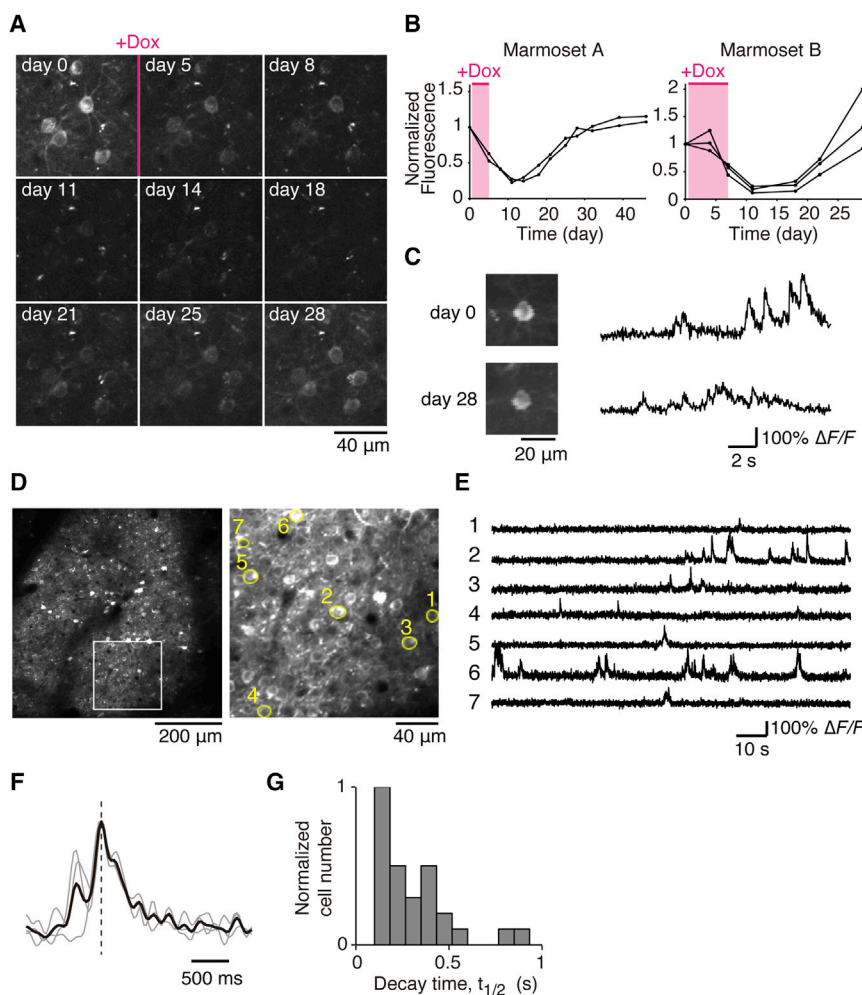 A
+Dox
day 0
day 5
day 8
day 11
day 14
day 18
day 21
day 25
day 28
40 µm
B
Marmoset A
Marmoset B
+Dox
+Dox
Normalized
Fluorescence
1
0.5
0
0 10 20 30 40
Time (day)
2
1.5
1
0.5
0
0 5 10 15 20 25
Time (day)
C
day 0
day 28
20 µm
100% ΔF/F
2 s
D
7
6
5
2
1
3
4
200 µm
40 µm
E
1
2
3
4
5
6
7
100% ΔF/F
10 s
F
500 ms
G
Normalized
cell number
1
0
0 0.5 1
Decay time, t1/2 (s)